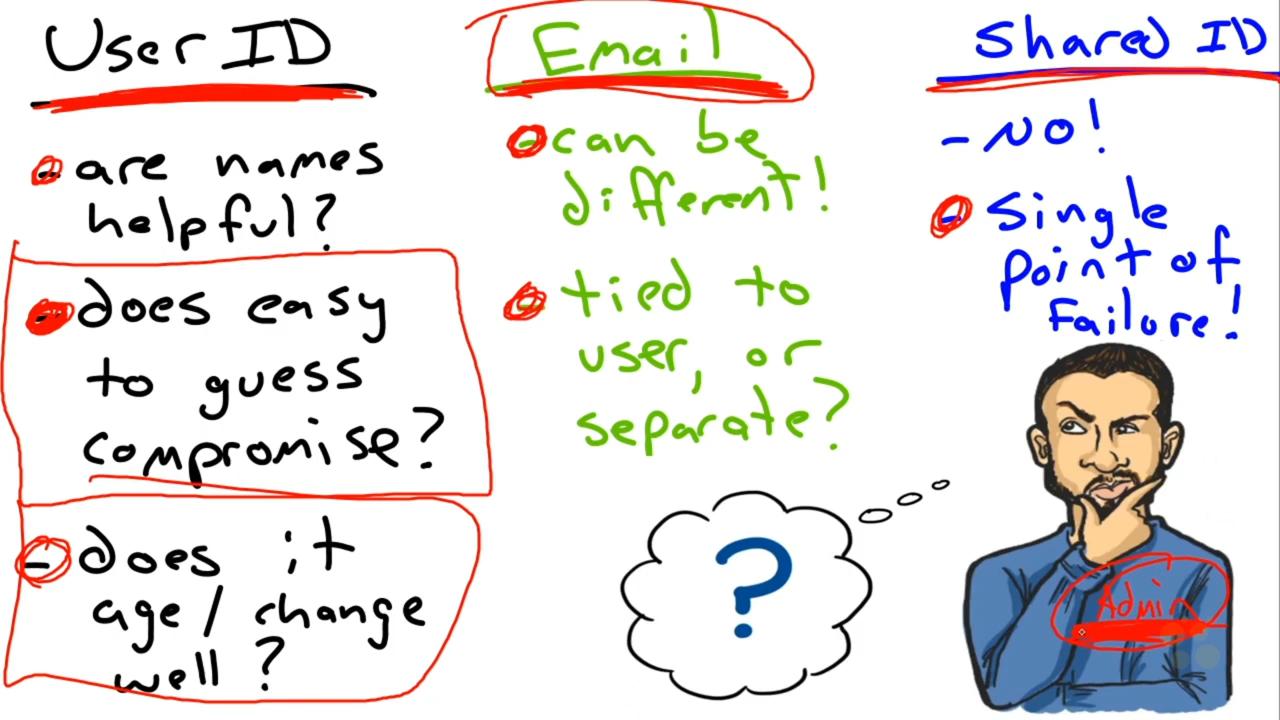 User ID
- are names
helpful?
- does easy
to guess
compromise?
- does it
age/change
well?
Email
- can be
different!
- tied to
user, or
separate?
Shared ID
- NO!
- Single
point of
Failure!
?
Admin